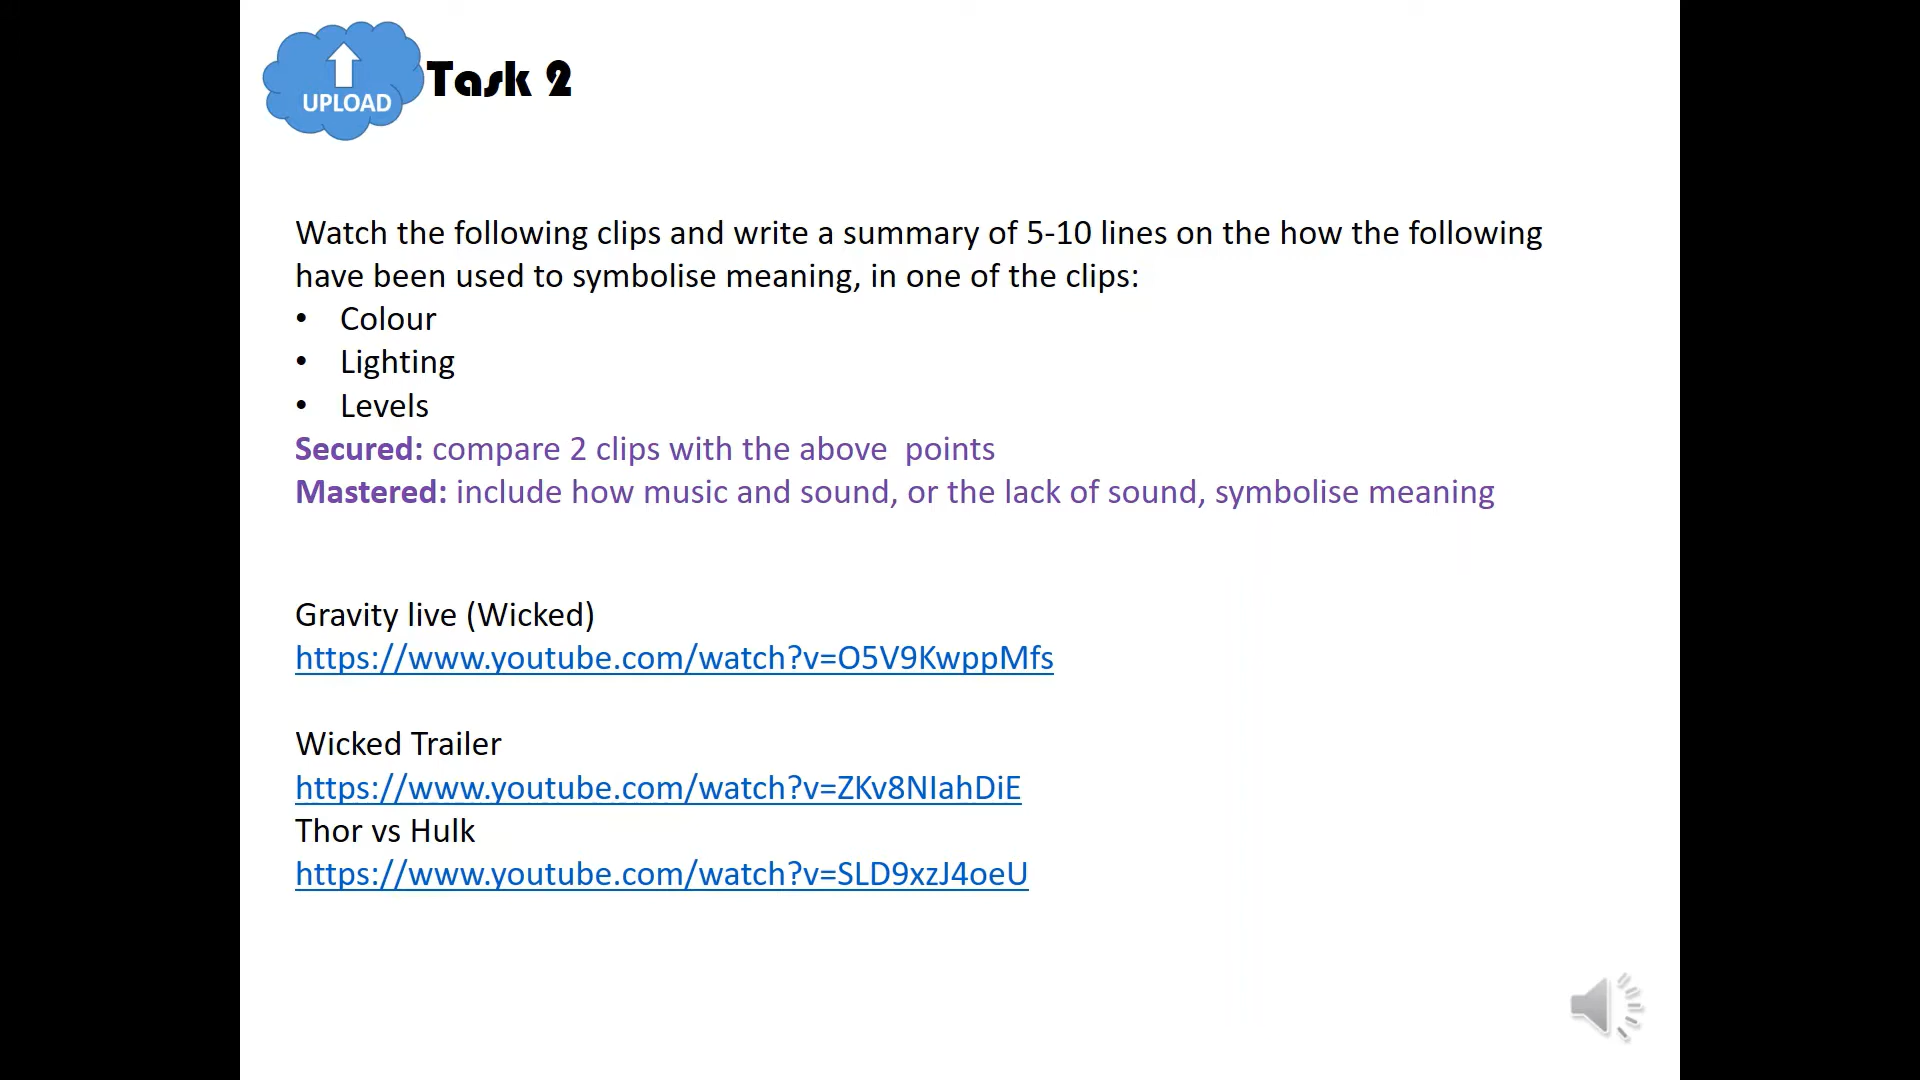 UPLOAD
Task 2
Watch the following clips and write a summary of 5-10 lines on the how the following
have been used to symbolise meaning, in one of the clips:
• Colour
• Lighting
• Levels
Secured: compare 2 clips with the above  points
Mastered: include how music and sound, or the lack of sound, symbolise meaning
Gravity live (Wicked)
https://www.youtube.com/watch?v=O5V9KwppMfs
Wicked Trailer
https://www.youtube.com/watch?v=ZKv8NIahDiE
Thor vs Hulk
https://www.youtube.com/watch?v=SLD9xzJ4oeU